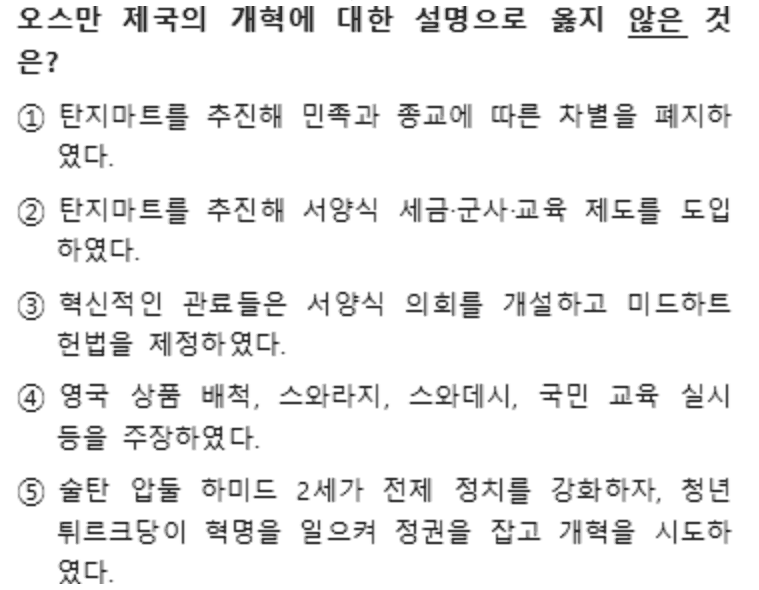 오스만 제국의 개혁에 대한 설명으로 옳지 않은 것
은?
① 탄지마트를 추진해 민족과 종교에 따른 차별을 폐지하
였다.
② 탄지마트를 추진해 서양식 세금·군사·교육 제도를 도입
하였다.
③ 혁신적인 관료들은 서양식 의회를 개설하고 미드하트
헌법을 제정하였다.
④ 영국 상품 배척, 스와라지, 스와데시, 국민 교육 실시
등을 주장하였다.
⑤ 술탄 압둘 하미드 2세가 전제 정치를 강화하자, 청년
튀르크당이 혁명을 일으켜 정권을 잡고 개혁을 시도하
였다.